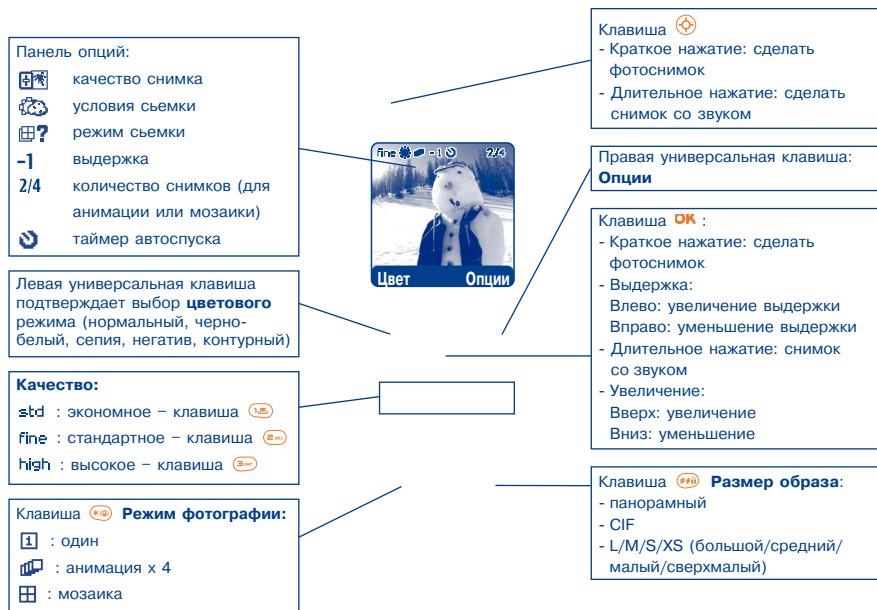 Панель опций:
качество снимка
условия сьемки
режим сьемки
-1 выдержка
2/4 количество снимков (для
анимации или мозаики)
таймер автоспуска
Левая универсальная клавиша
подтверждает выбор цветового
режима (нормальный, черно-
белый, сепия, негатив, контурный)
Качество:
std : экономное – клавиша 1
fine : стандартное – клавиша 2abc
high : высокое – клавиша 3def
Клавиша * Режим фотографии:
1 : один
: анимация x 4
: мозаика
fine -1 2/4
Цвет Опции
Клавиша
- Краткое нажатие: сделать
фотоснимок
- Длительное нажатие: сделать
снимок со звуком
Правая универсальная клавиша:
Опции
Клавиша OK :
- Краткое нажатие: сделать
фотоснимок
- Выдержка:
Влево: увеличение выдержки
Вправо: уменьшение выдержки
- Длительное нажатие: снимок
со звуком
- Увеличение:
Вверх: увеличение
Вниз: уменьшение
Клавиша # Размер образа:
- панорамный
- CIF
- L/M/S/XS (большой/средний/
малый/сверхмалый)